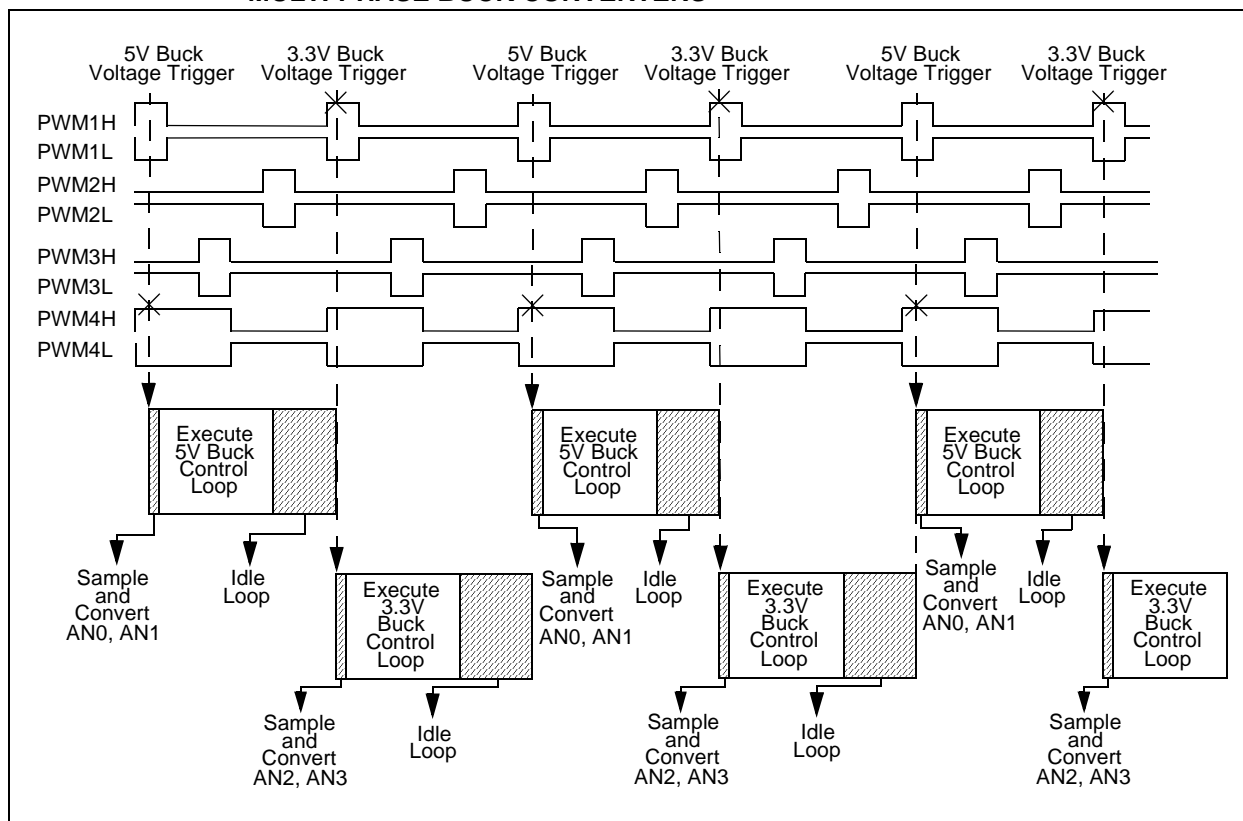 MULTI-PHASE BUCK CONVERTERS
5V Buck
Voltage Trigger
3.3V Buck
Voltage Trigger
5V Buck
Voltage Trigger
3.3V Buck
Voltage Trigger
5V Buck
Voltage Trigger
3.3V Buck
Voltage Trigger
PWM1H
PWM1L
PWM2H
PWM2L
PWM3H
PWM3L
PWM4H
PWM4L
Execute
5V Buck
Control
Loop
Execute
5V Buck
Control
Loop
Execute
5V Buck
Control
Loop
Sample
and
Convert
AN0, AN1
Idle
Loop
Sample
and
Convert
AN0, AN1
Idle
Loop
Sample
and
Convert
AN0, AN1
Idle
Loop
Execute
3.3V
Buck
Control
Loop
Execute
3.3V
Buck
Control
Loop
Execute
3.3V
Buck
Control
Loop
Sample
and
Convert
AN2, AN3
Idle
Loop
Sample
and
Convert
AN2, AN3
Idle
Loop
Sample
and
Convert
AN2, AN3